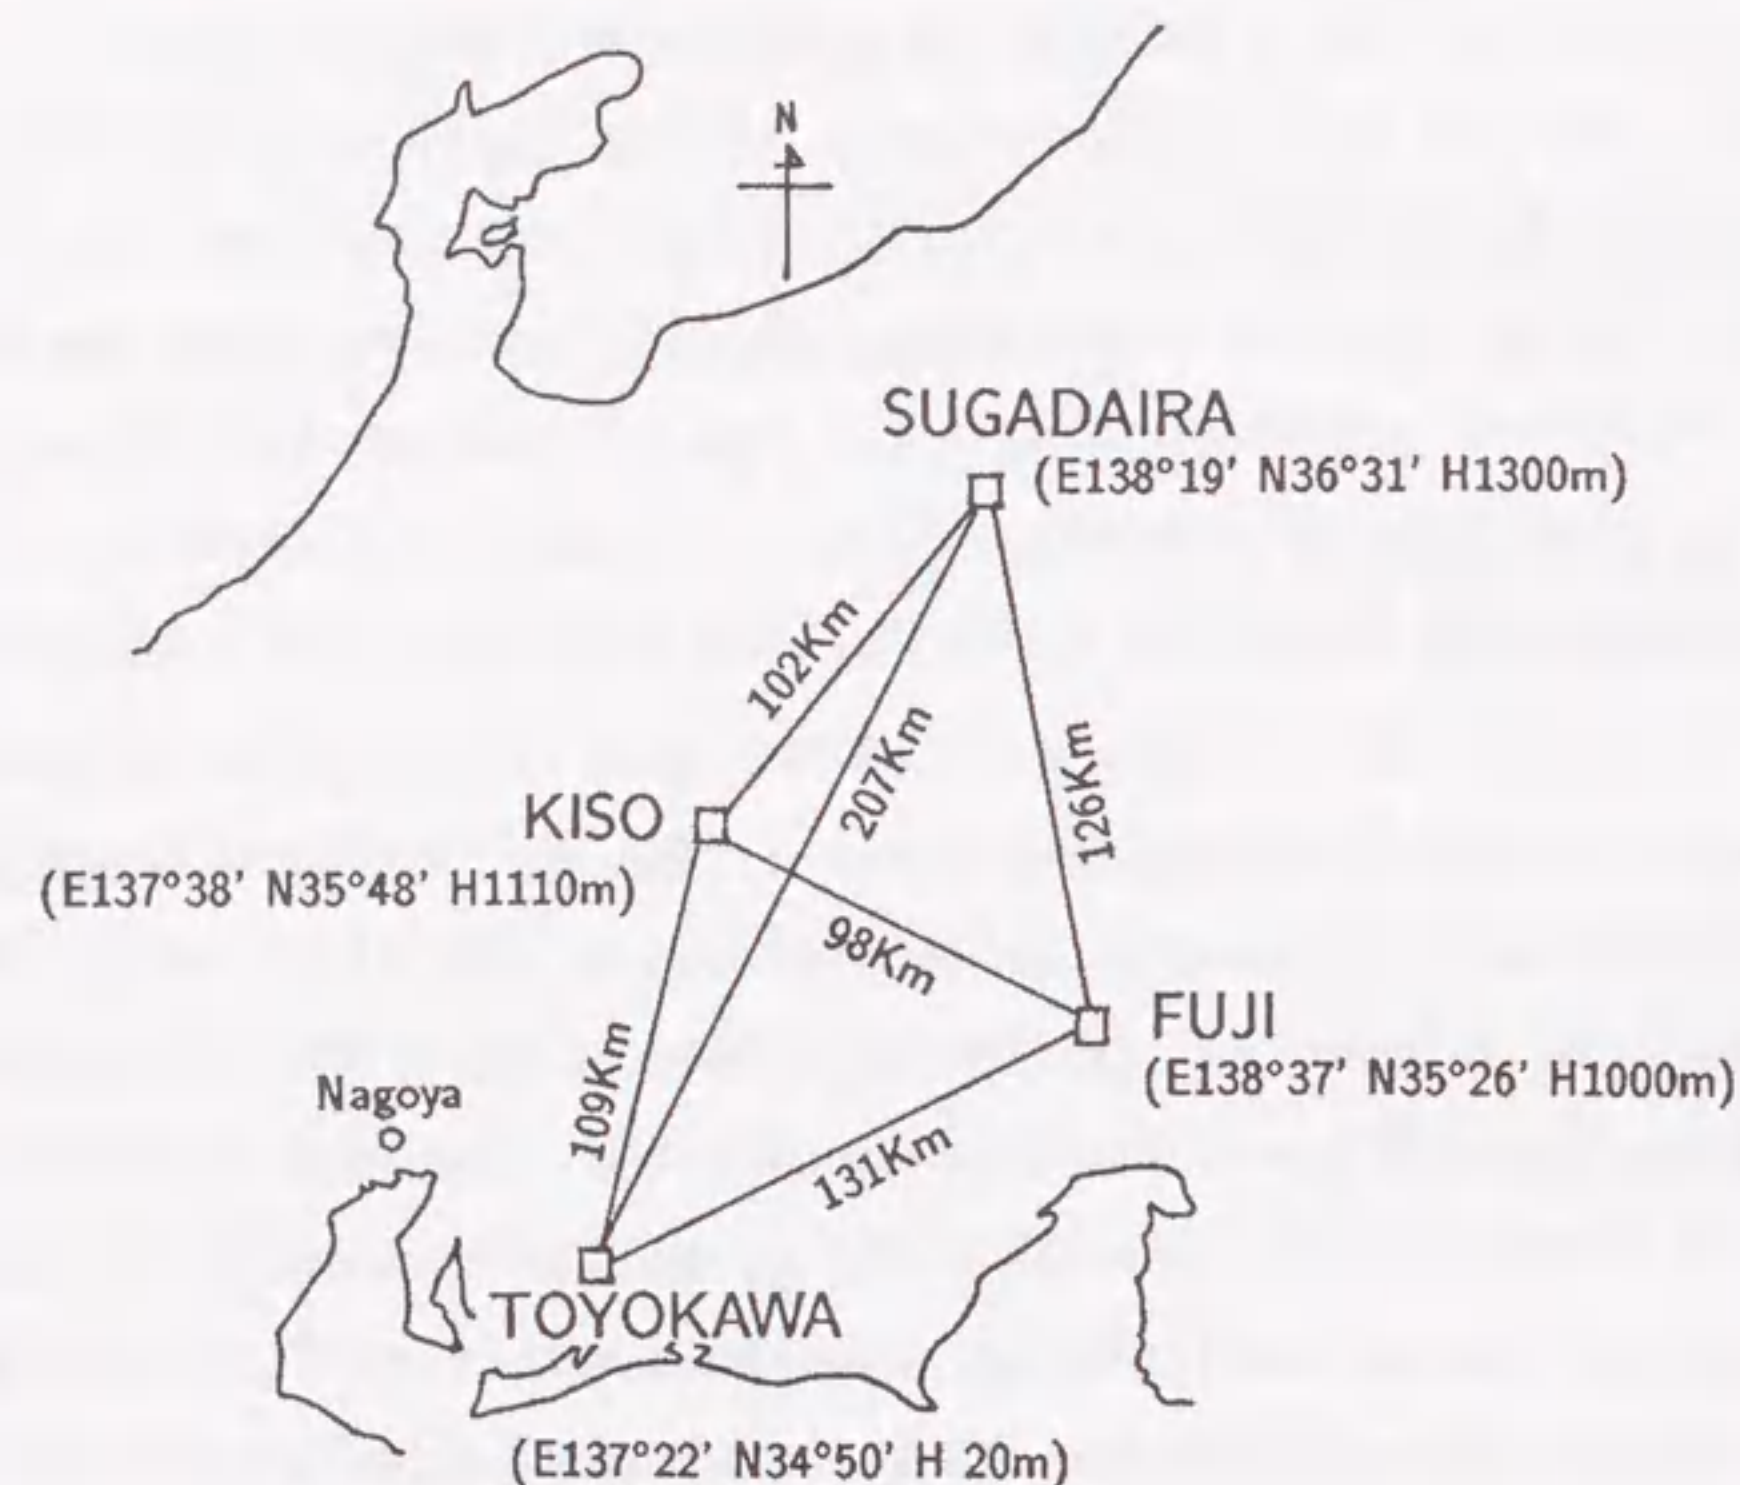 N
SUGADAIRA
(E138°19' N36°31' H1300m)
102Km
207Km
126Km
KISO
(E137°38' N35°48' H1110m)
98Km
FUJI
(E138°37' N35°26' H1000m)
109Km
Nagoya
131Km
TOYOKAWA
(E137°22' N34°50' H 20m)